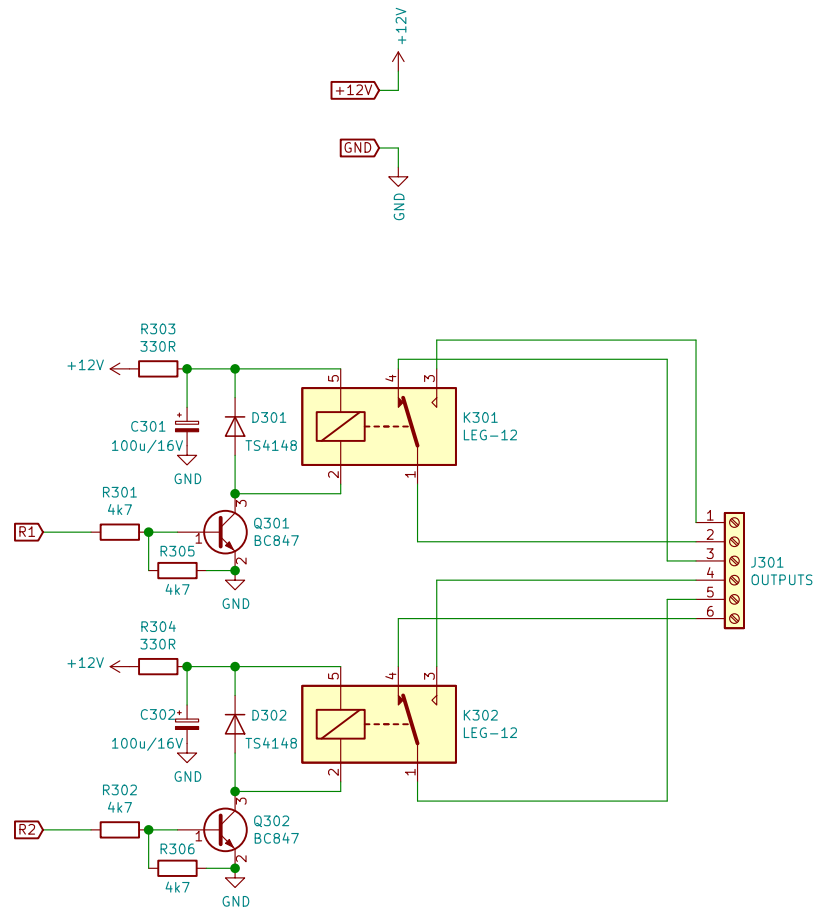 +12V
+12V
GND
GND
R303
330R
+12V
5
4
3
C301
+
100u/16V
GND
D301
TS4148
K301
LEG-12
2
1
R301
4k7
R1
3
1
2
Q301
BC847
R305
4k7
GND
1
2
3
4
5
6
J301
OUTPUTS
R304
330R
+12V
5
4
3
C302
+
100u/16V
GND
D302
TS4148
K302
LEG-12
2
1
R302
4k7
R2
3
1
2
Q302
BC847
R306
4k7
GND